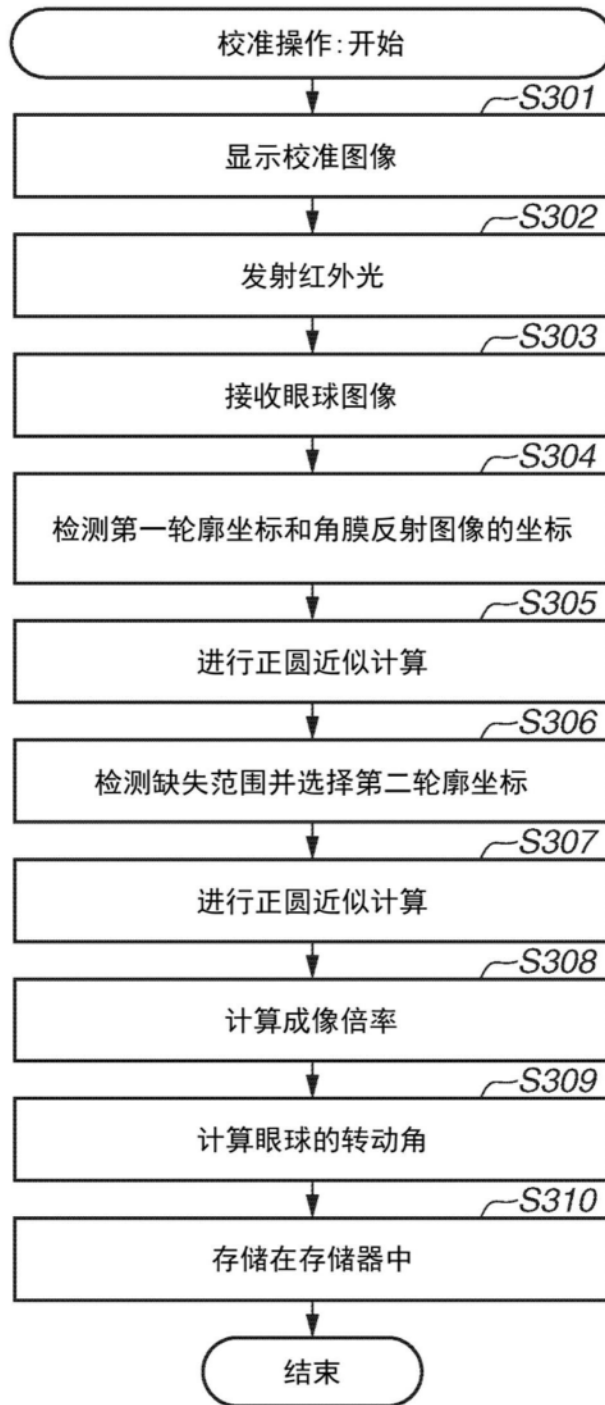 校准操作:开始
S301
显示校准图像
S302
发射红外光
S303
接收眼球图像
S304
检测第一轮廓坐标和角膜反射图像的坐标
S305
进行正圆近似计算
S306
检测缺失范围并选择第二轮廓坐标
S307
进行正圆近似计算
S308
计算成像倍率
S309
计算眼球的转动角
S310
存储在存储器中
结束